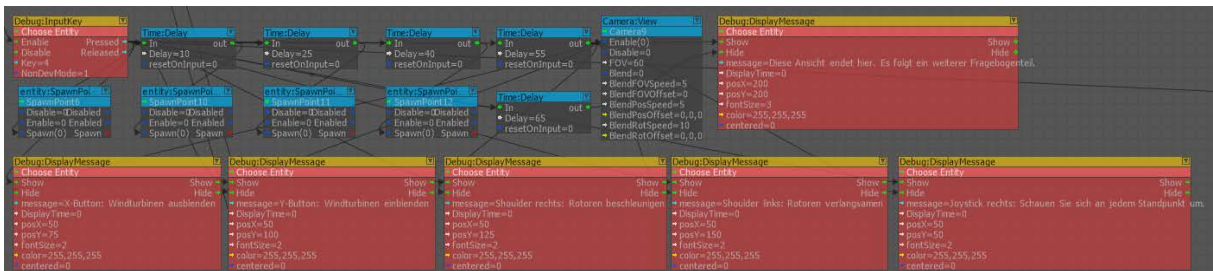 Debug:InputKey
Choose Entity
Enable Pressed
Disable Released
Key=4
NonDevMode=1
Time:Delay
In out
Delay=10
resetOnInput=0
Time:Delay
In out
Delay=25
resetOnInput=0
Time:Delay
In out
Delay=40
resetOnInput=0
Time:Delay
In out
Delay=55
resetOnInput=0
Camera:View
Camera9
Enable(0)
Disable=0
FOV=60
Blend=0
BlendFOVSpeed=5
BlendFOVOffset=0
BlendPosSpeed=5
BlendPosOffset=0,0,0
BlendRotSpeed=10
BlendRotOffset=0,0,0
Debug:DisplayMessage
Choose Entity
Show Show
Hide Hide
message=Diese Ansicht endet hier. Es folgt ein weiterer Fragebogenteil.
DisplayTime=0
posX=200
posY=200
fontSize=3
color=255,255,255
centered=0
entity:SpawnPoi...
SpawnPoint6
Disable=0Disabled
Enable=0 Enabled
Spawn(0) Spawn
entity:SpawnPoi...
SpawnPoint10
Disable=0Disabled
Enable=0 Enabled
Spawn(0) Spawn
entity:SpawnPoi...
SpawnPoint11
Disable=0Disabled
Enable=0 Enabled
Spawn(0) Spawn
entity:SpawnPoi...
SpawnPoint12
Disable=0Disabled
Enable=0 Enabled
Spawn(0) Spawn
Time:Delay
In out
Delay=65
resetOnInput=0
Debug:DisplayMessage
Choose Entity
Show Show
Hide Hide
message=X-Button: Windturbinen ausblenden
DisplayTime=0
posX=50
posY=75
fontSize=2
color=255,255,255
centered=0
Debug:DisplayMessage
Choose Entity
Show Show
Hide Hide
message=Y-Button: Windturbinen einblenden
DisplayTime=0
posX=50
posY=100
fontSize=2
color=255,255,255
centered=0
Debug:DisplayMessage
Choose Entity
Show Show
Hide Hide
message=Shoulder rechts: Rotoren beschleunigen
DisplayTime=0
posX=50
posY=125
fontSize=2
color=255,255,255
centered=0
Debug:DisplayMessage
Choose Entity
Show Show
Hide Hide
message=Shoulder links: Rotoren verlangsamen
DisplayTime=0
posX=50
posY=150
fontSize=2
color=255,255,255
centered=0
Debug:DisplayMessage
Choose Entity
Show Show
Hide Hide
message=Joystick rechts: Schauen Sie sich an jedem Standpunkt um.
DisplayTime=0
posX=50
posY=50
fontSize=2
color=255,255,255
centered=0